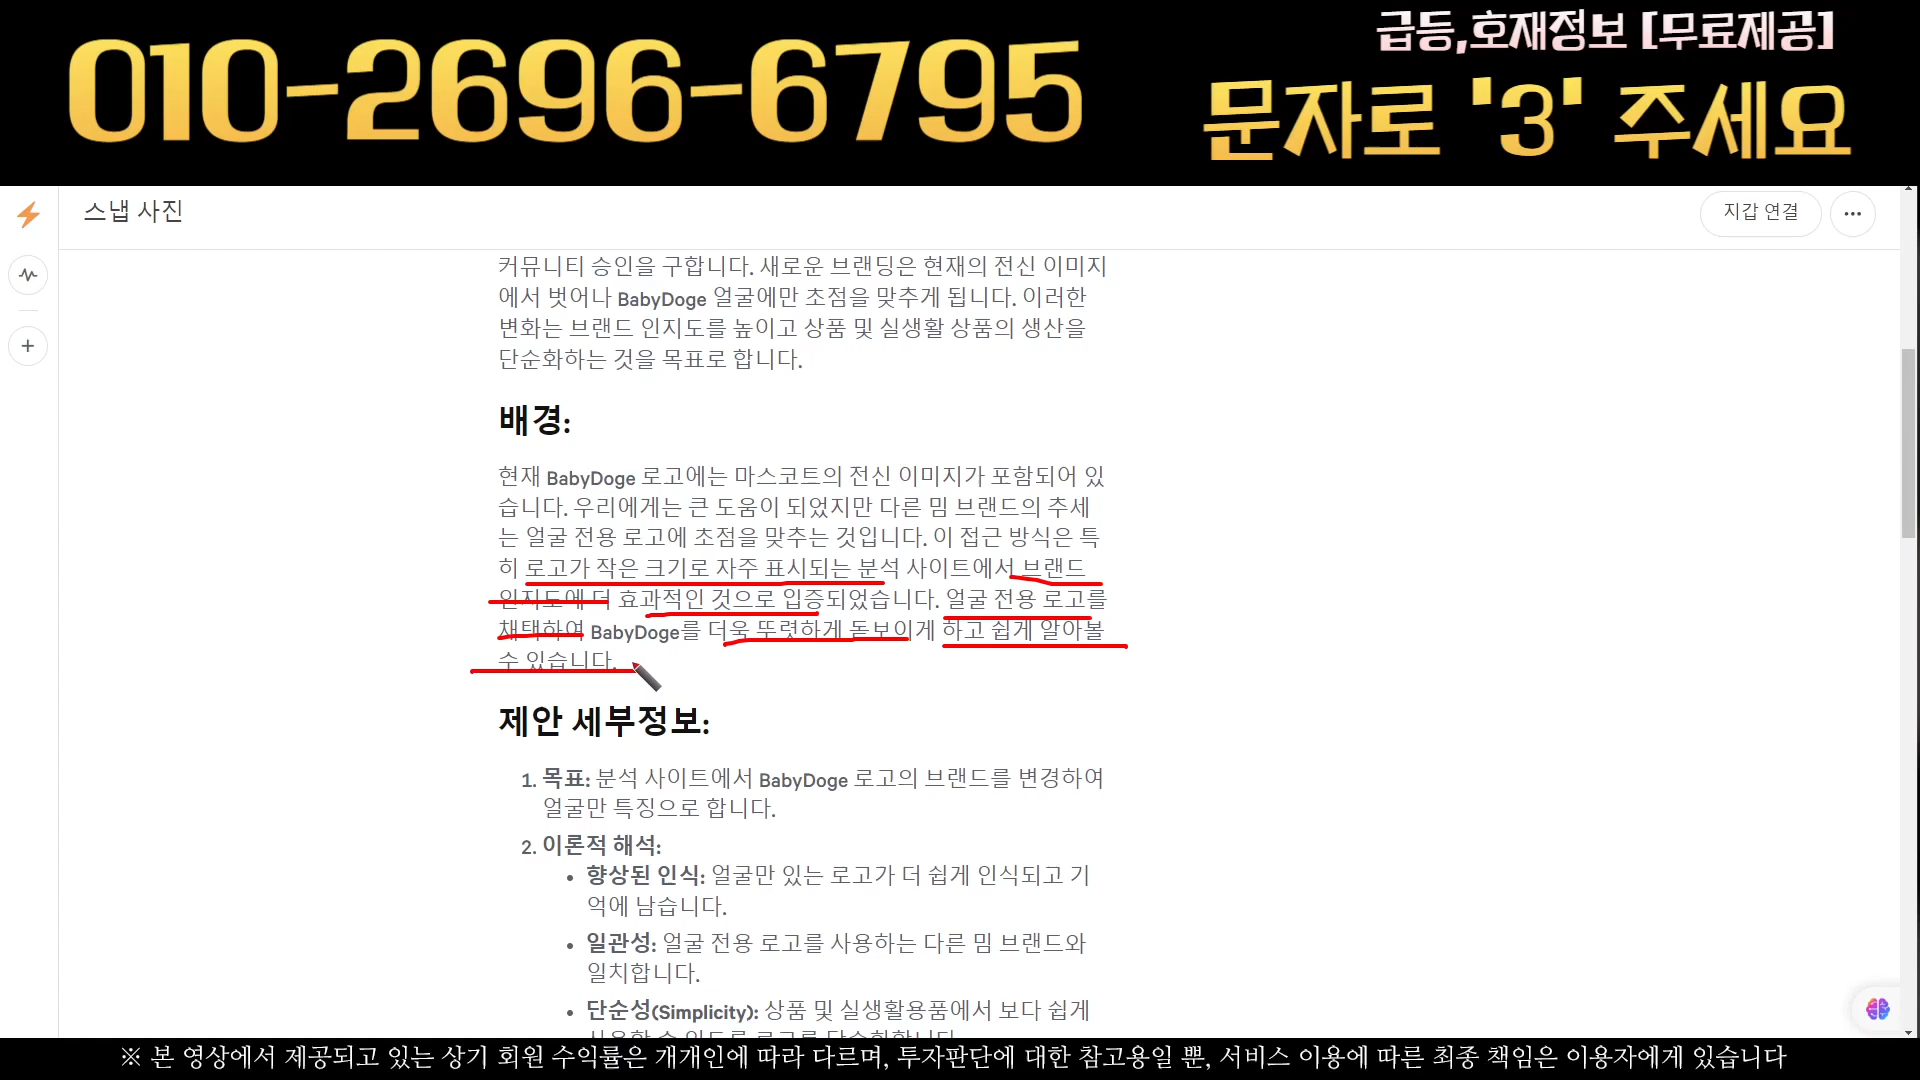 010-2696-6795
급등,호재정보 [무료제공]
문자로 '3' 주세요
스냅 사진
지갑 연결
커뮤니티 승인을 구합니다. 새로운 브랜딩은 현재의 전신 이미지
에서 벗어나 BabyDoge 얼굴에만 초점을 맞추게 됩니다. 이러한
변화는 브랜드 인지도를 높이고 상품 및 실생활 상품의 생산을
단순화하는 것을 목표로 합니다.
배경:
현재 BabyDoge 로고에는 마스코트의 전신 이미지가 포함되어 있
습니다. 우리에게는 큰 도움이 되었지만 다른 밈 브랜드의 추세
는 얼굴 전용 로고에 초점을 맞추는 것입니다. 이 접근 방식은 특
히 로고가 작은 크기로 자주 표시되는 분석 사이트에서 브랜드
인지도에 더 효과적인 것으로 입증되었습니다. 얼굴 전용 로고를
채택하여 BabyDoge를 더욱 뚜렷하게 돋보이게 하고 쉽게 알아볼
수 있습니다.
제안 세부정보:
1. 목표: 분석 사이트에서 BabyDoge 로고의 브랜드를 변경하여
얼굴만 특징으로 합니다.
2. 이론적 해석:
• 향상된 인식: 얼굴만 있는 로고가 더 쉽게 인식되고 기
억에 남습니다.
• 일관성: 얼굴 전용 로고를 사용하는 다른 밈 브랜드와
일치합니다.
• 단순성(Simplicity): 상품 및 실생활용품에서 보다 쉽게
※ 본 영상에서 제공되고 있는 상기 회원 수익률은 개개인에 따라 다르며, 투자판단에 대한 참고용일 뿐, 서비스 이용에 따른 최종 책임은 이용자에게 있습니다